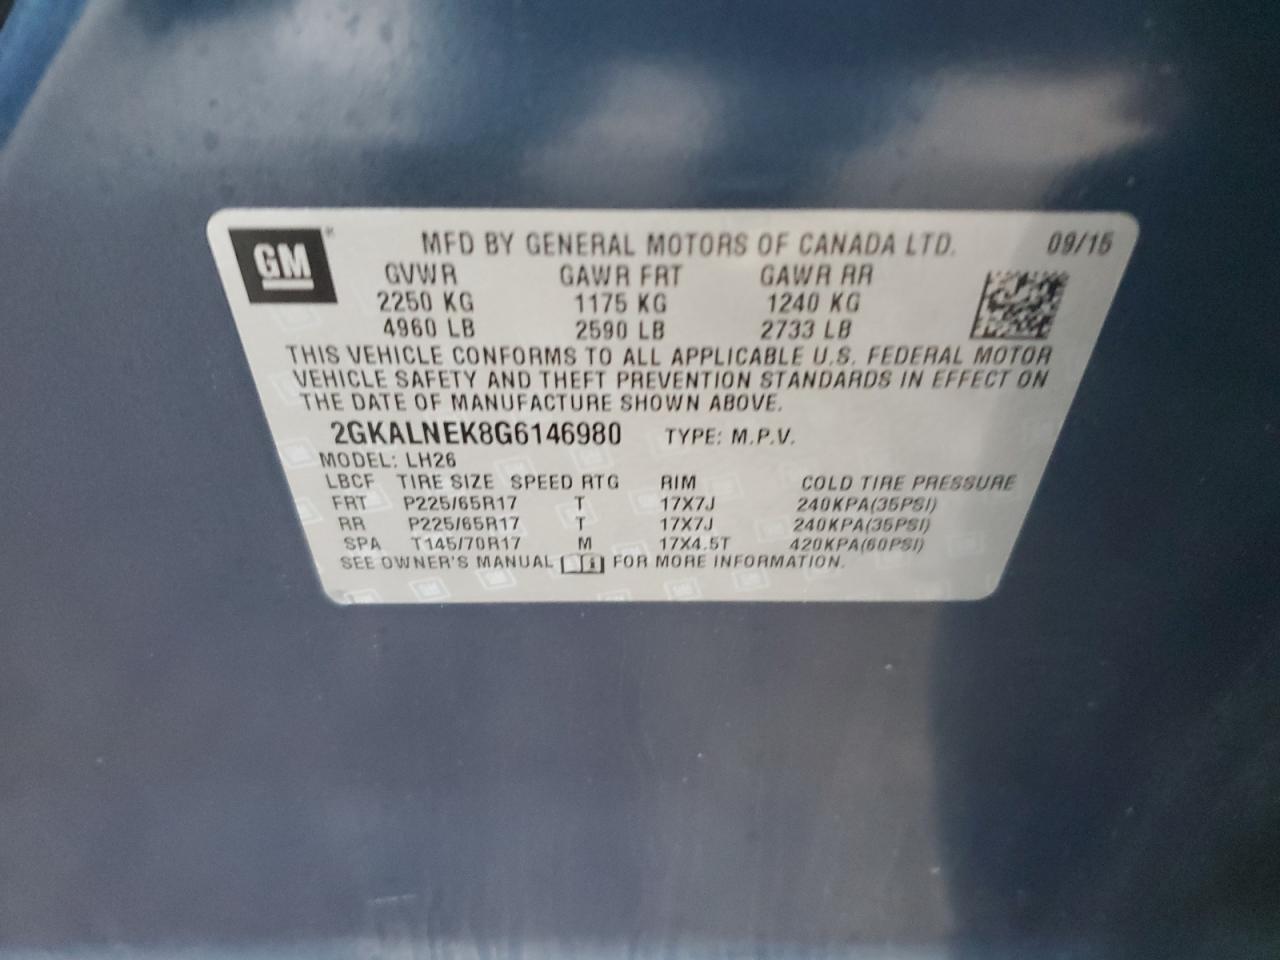 GM
MFD BY GENERAL MOTORS OF CANADA LTD. 09/15
GVWR GAWR FRT GAWR RR
2250 KG 1175 KG 1240 KG
4960 LB 2590 LB 2733 LB
THIS VEHICLE CONFORMS TO ALL APPLICABLE U.S. FEDERAL MOTOR
VEHICLE SAFETY AND THEFT PREVENTION STANDARDS IN EFFECT ON
THE DATE OF MANUFACTURE SHOWN ABOVE.
2GKALNEK8G6146980 TYPE: M.P.V.
MODEL: LH26
LBCF TIRE SIZE SPEED RTG RIM COLD TIRE PRESSURE
FRT P225/65R17 T 17X7J 240KPA(35PSI)
RR P225/65R17 T 17X7J 240KPA(35PSI)
SPA T145/70R17 M 17X4.5T 420KPA(60PSI)
SEE OWNER'S MANUAL FOR MORE INFORMATION.